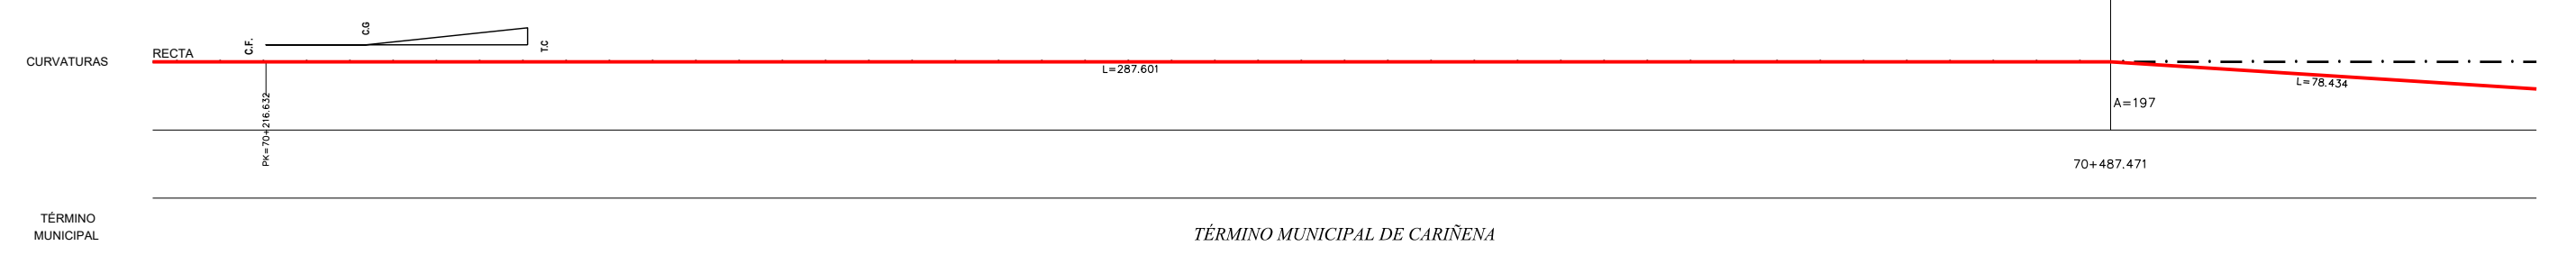 C.F.
C.G
T.C
CURVATURAS
RECTA
L=287.601
L=78.434
A=197
PK=70+216.632
70+487.471
TÉRMINO
MUNICIPAL
TÉRMINO MUNICIPAL DE CARIÑENA